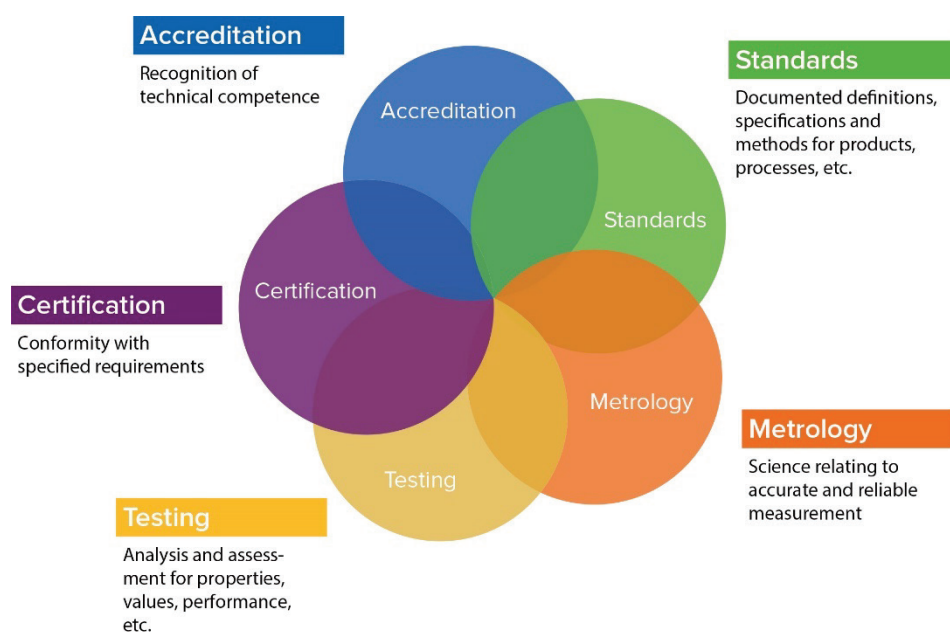 Accreditation
Recognition of
technical competence
Standards
Documented definitions,
specifications and
methods for products,
processes, etc.
Accreditation
Standards
Certification
Certification
Conformity with
specified requirements
Metrology
Metrology
Science relating to
accurate and reliable
measurement
Testing
Testing
Analysis and assess-
ment for properties,
values, performance,
etc.